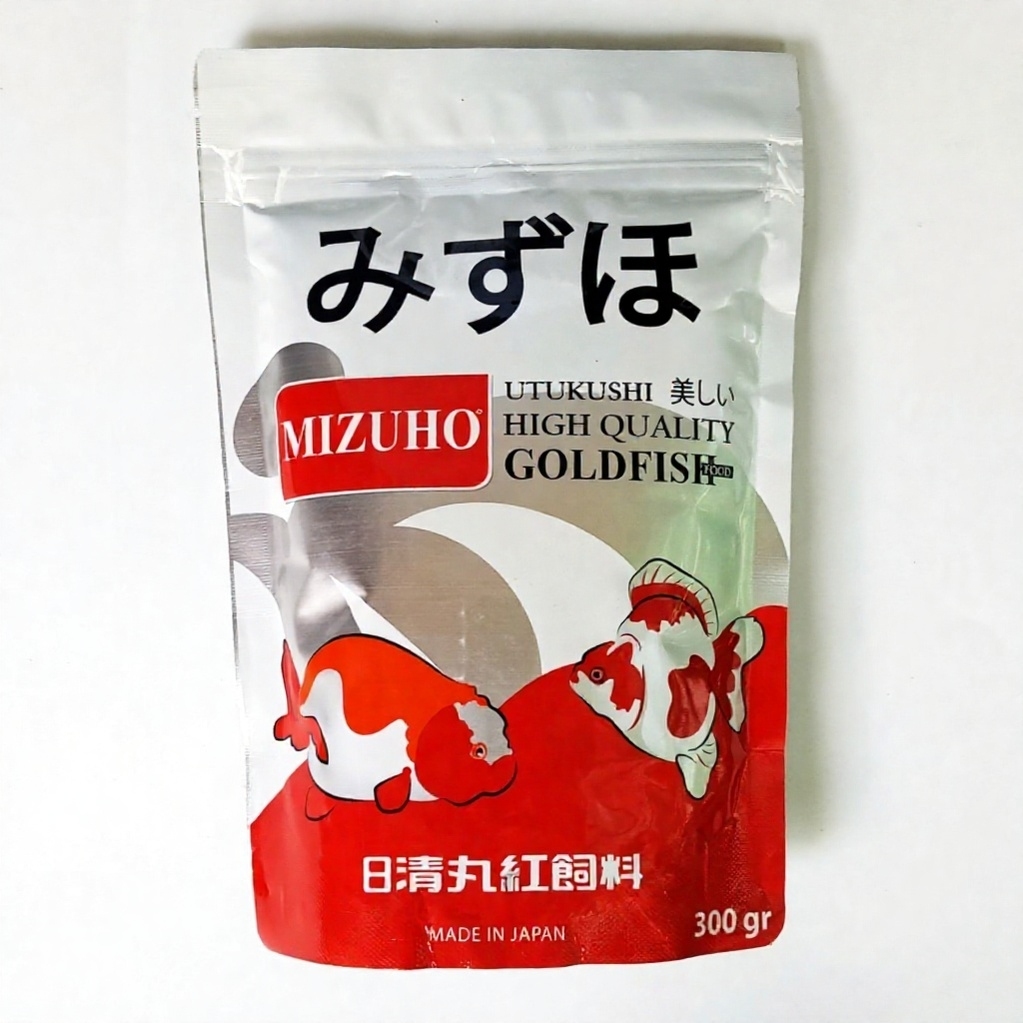 みずほ
MIZUHO
UTUKUSHI 美しい
HIGH QUALITY
GOLDFISH FOOD
日清丸紅飼料
MADE IN JAPAN
300 gr